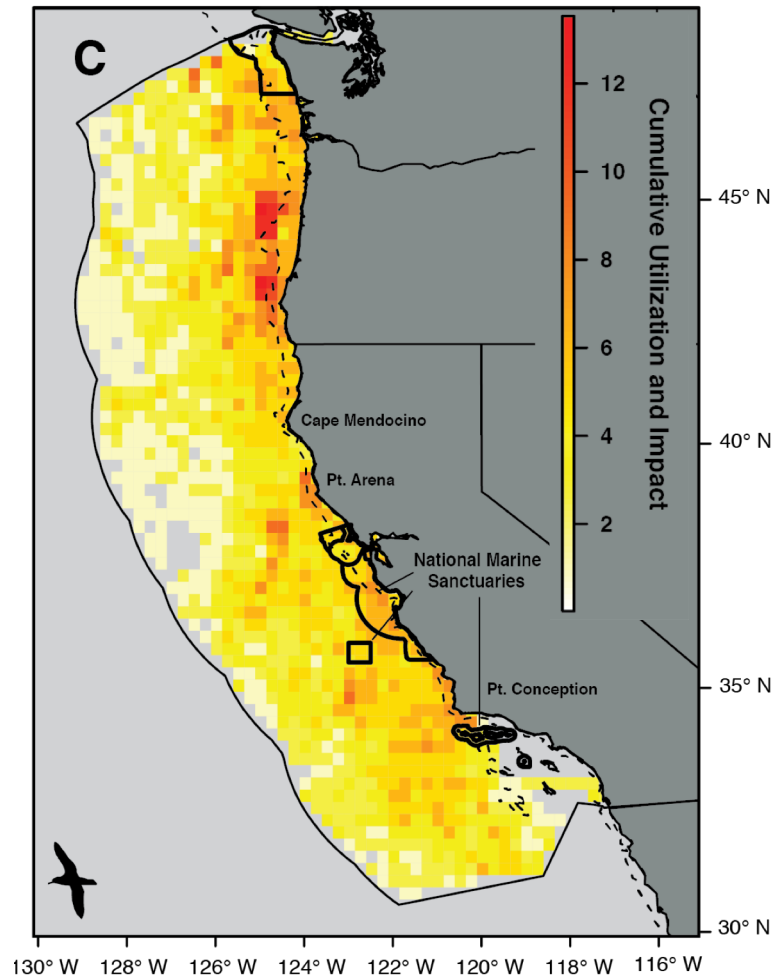 C
12
10
8
6
4
2
Cumulative Utilization and Impact
45° N
40° N
35° N
30° N
Cape Mendocino
Pt. Arena
National Marine
Sanctuaries
Pt. Conception
130° W 128° W 126° W 124° W 122° W 120° W 118° W 116° W